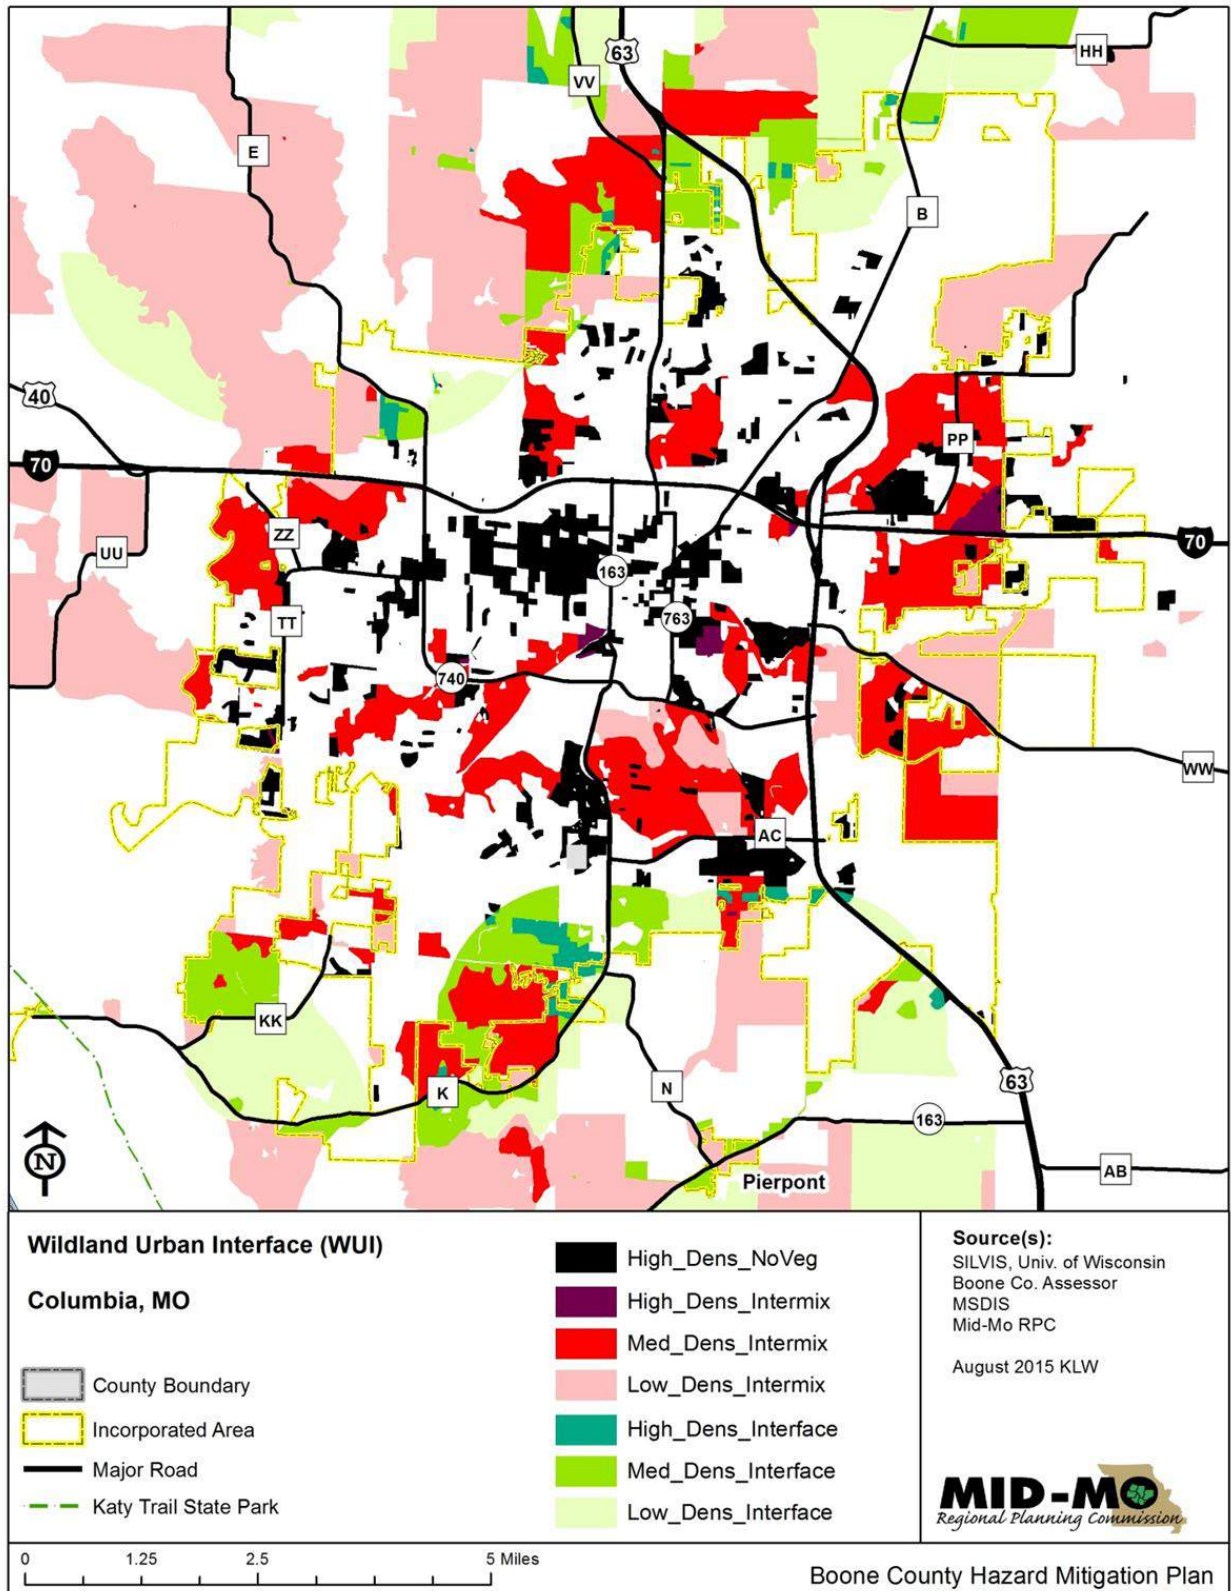 63
HH
VV
E
B
40
PP
70
ZZ
70
UU
163
TT
763
740
WW
AC
KK
63
K
N
163
AB
Pierpont
N
Wildland Urban Interface (WUI)
Columbia, MO
County Boundary
Incorporated Area
Major Road
Katy Trail State Park
High_Dens_NoVeg
High_Dens_Intermix
Med_Dens_Intermix
Low_Dens_Intermix
High_Dens_Interface
Med_Dens_Interface
Low_Dens_Interface
Source(s):
SILVIS, Univ. of Wisconsin
Boone Co. Assessor
MSDIS
Mid-Mo RPC
August 2015 KLW
MID-MO
Regional Planning Commission
0 1.25 2.5 5 Miles
Boone County Hazard Mitigation Plan